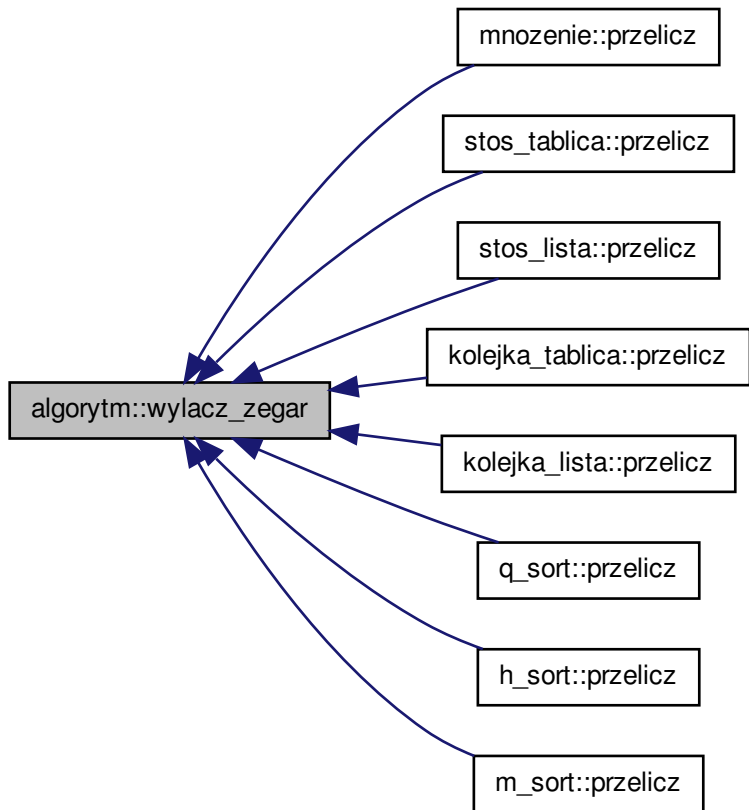 mnozenie::przelicz
stos_tablica::przelicz
stos_lista::przelicz
kolejka_tablica::przelicz
algorytm::wylacz_zegar
kolejka_lista::przelicz
q_sort::przelicz
h_sort::przelicz
m_sort::przelicz